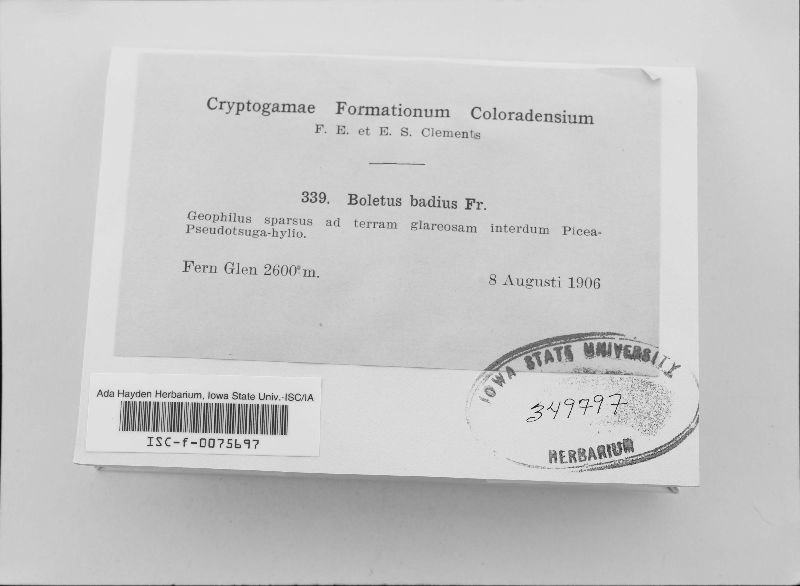 Cryptogamae Formationum Coloradensium
F. E. et E. S. Clements
339. Boletus badius Fr.
Geophilus sparsus ad terram glareosam interdum Picea-
Pseudotsuga-hylio.
Fern Glen 2600 m.
8 Augusti 1906
IOWA STATE UNIVERSITY
349797
HERBARIUM
Ada Hayden Herbarium, Iowa State Univ.-ISC/IA
ISC-f-0075697